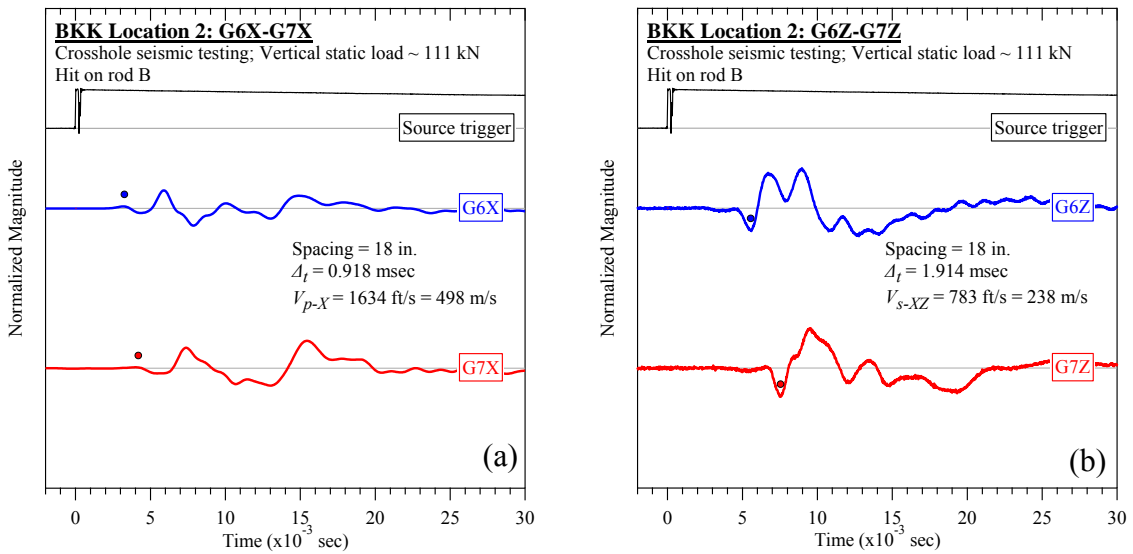 BKK Location 2: G6X-G7X
Crosshole seismic testing; Vertical static load ~ 111 kN
Hit on rod B
Source trigger
Normalized Magnitude
G6X
Spacing = 18 in.
Δt = 0.918 msec
Vp-X = 1634 ft/s = 498 m/s
G7X
(a)
0 5 10 15 20 25 30
Time (x10-3 sec)
BKK Location 2: G6Z-G7Z
Crosshole seismic testing; Vertical static load ~ 111 kN
Hit on rod B
Source trigger
Normalized Magnitude
G6Z
Spacing = 18 in.
Δt = 1.914 msec
Vs-XZ = 783 ft/s = 238 m/s
G7Z
(b)
0 5 10 15 20 25 30
Time (x10-3 sec)